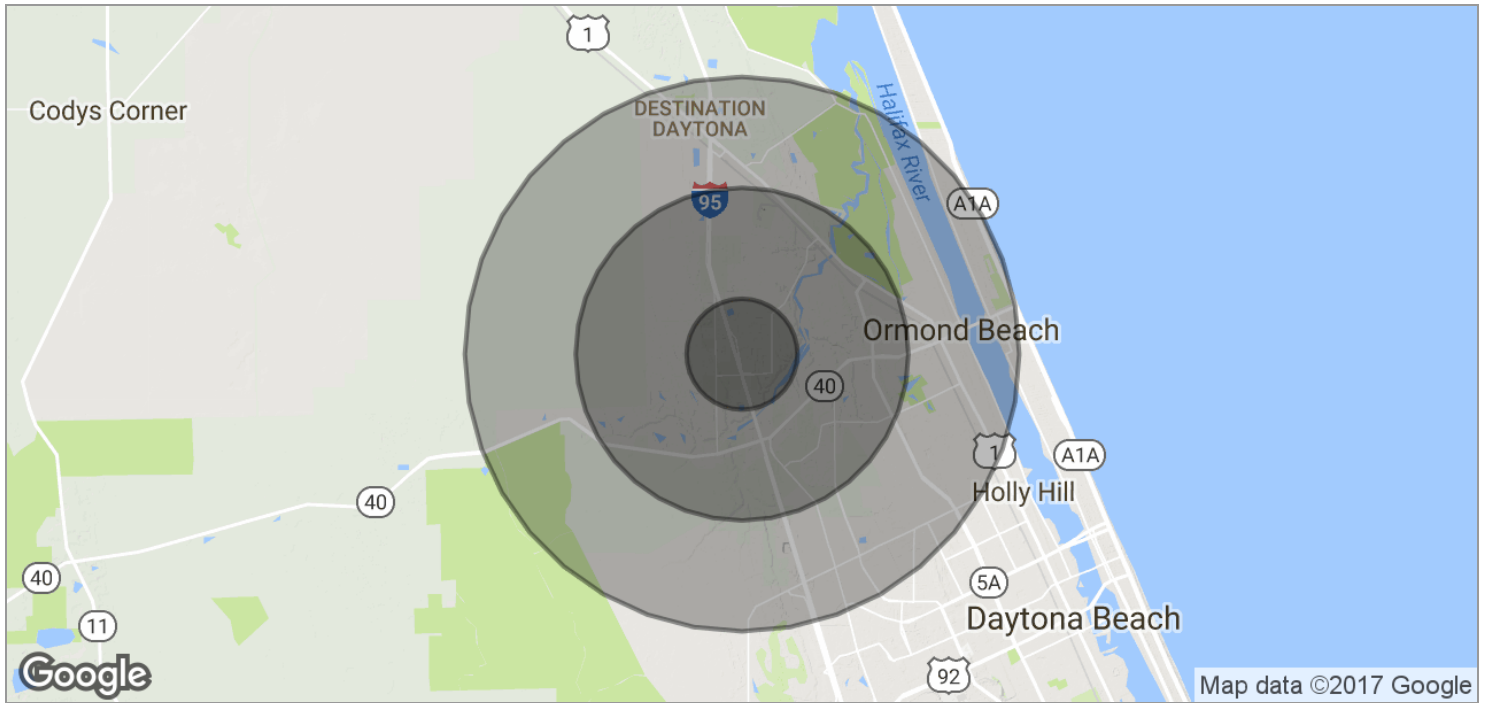 1
Codys Corner
DESTINATION
DAYTONA
Halifax River
95
A1A
Ormond Beach
40
1
A1A
Holly Hill
40
40
5A
11
Daytona Beach
92
Google
Map data ©2017 Google